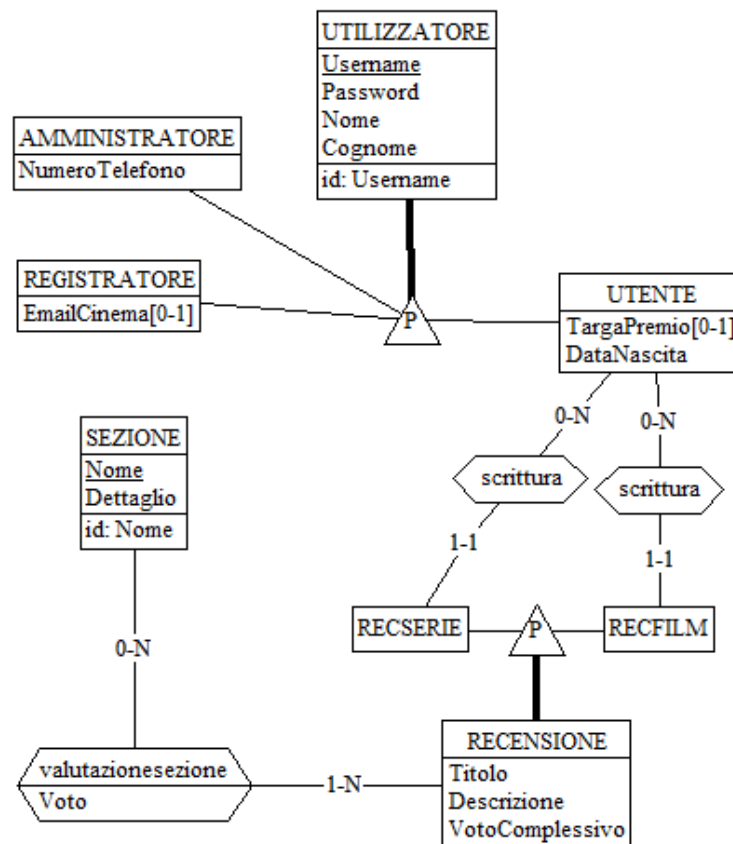 UTILIZZATORE
Username
Password
Nome
Cognome
id: Username
AMMINISTRATORE
NumeroTelefono
REGISTRATORE
EmailCinema[0-1]
P
UTENTE
TargaPremio[0-1]
DataNascita
0-N
0-N
SEZIONE
Nome
Dettaglio
id: Nome
scrittura
scrittura
1-1
1-1
RECSERIE
P
RECFILM
0-N
valutazionesezione
Voto
1-N
RECENSIONE
Titolo
Descrizione
VotoComplessivo